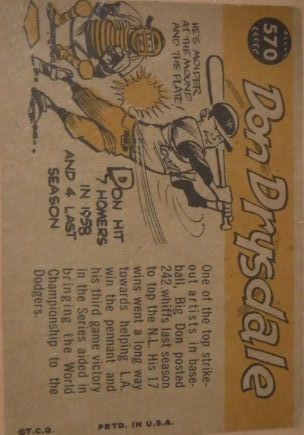 570
Don Drysdale
HE'S MOIDER
AT THE MOUND
AND THE PLATE!
DON HIT
7 HOMERS
IN 1958
AND 4 LAST
SEASON
One of the top strike-
out artists in base-
ball, Big Don posted
242 whiffs last season
to top the N.L. His 17
wins went a long way
towards helping L.A.
win the pennant and
his third game victory
in the Series aided in
bringing the World
Championship to the
Dodgers.
©T.C.G. PRTD. IN U.S.A.